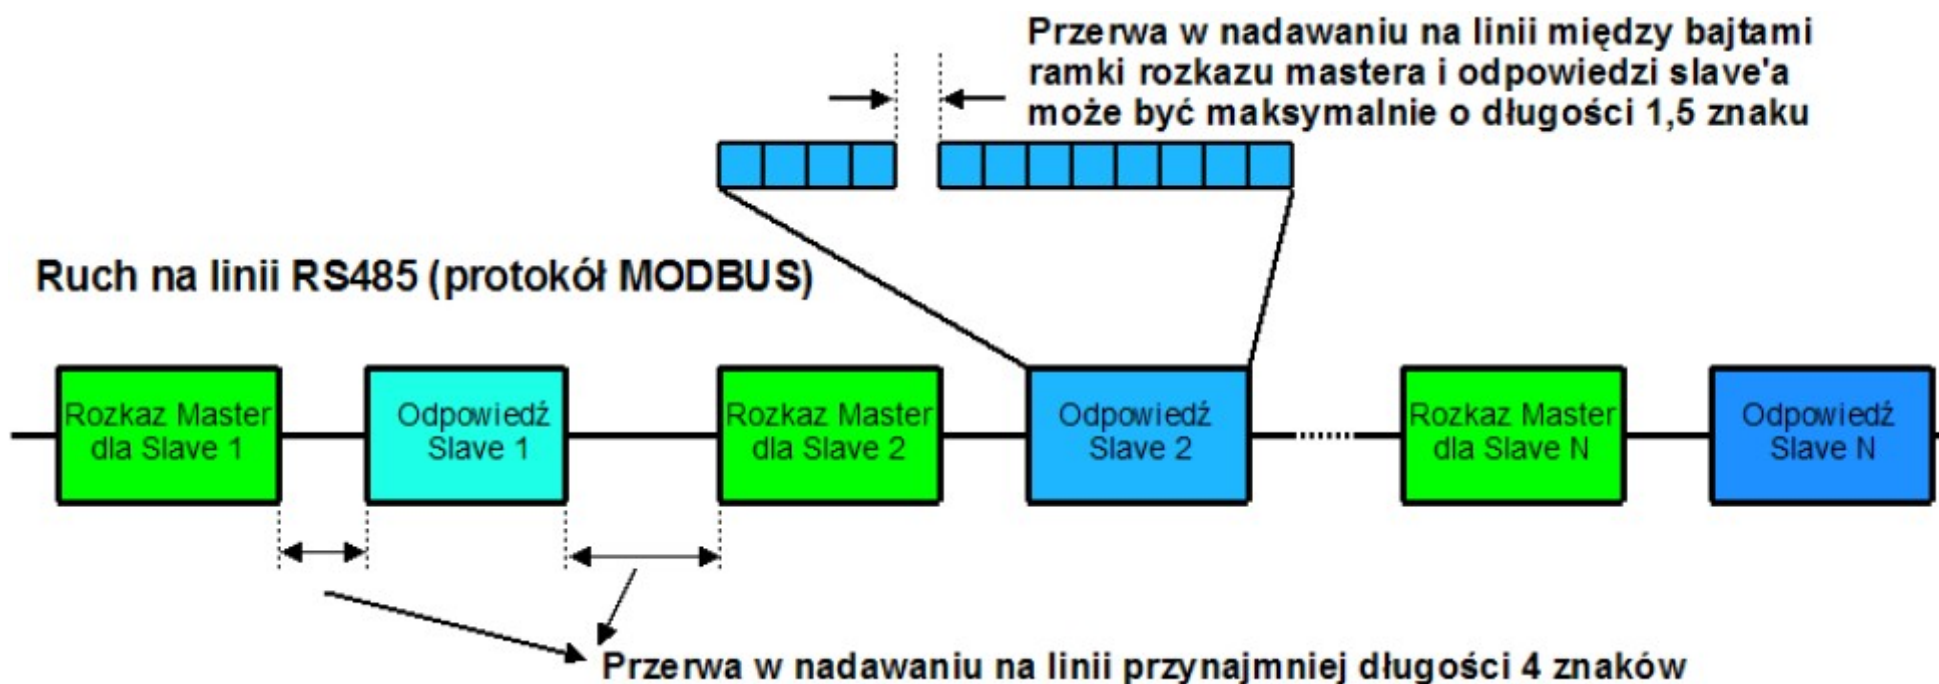 Przerwa w nadawaniu na linii między bajtami
ramki rozkazu mastera i odpowiedzi slave'a
może być maksymalnie o długości 1,5 znaku
Ruch na linii RS485 (protokół MODBUS)
Rozkaz Master
dla Slave 1
Odpowiedź
Slave 1
Rozkaz Master
dla Slave 2
Odpowiedź
Slave 2
Rozkaz Master
dla Slave N
Odpowiedź
Slave N
Przerwa w nadawaniu na linii przynajmniej długości 4 znaków